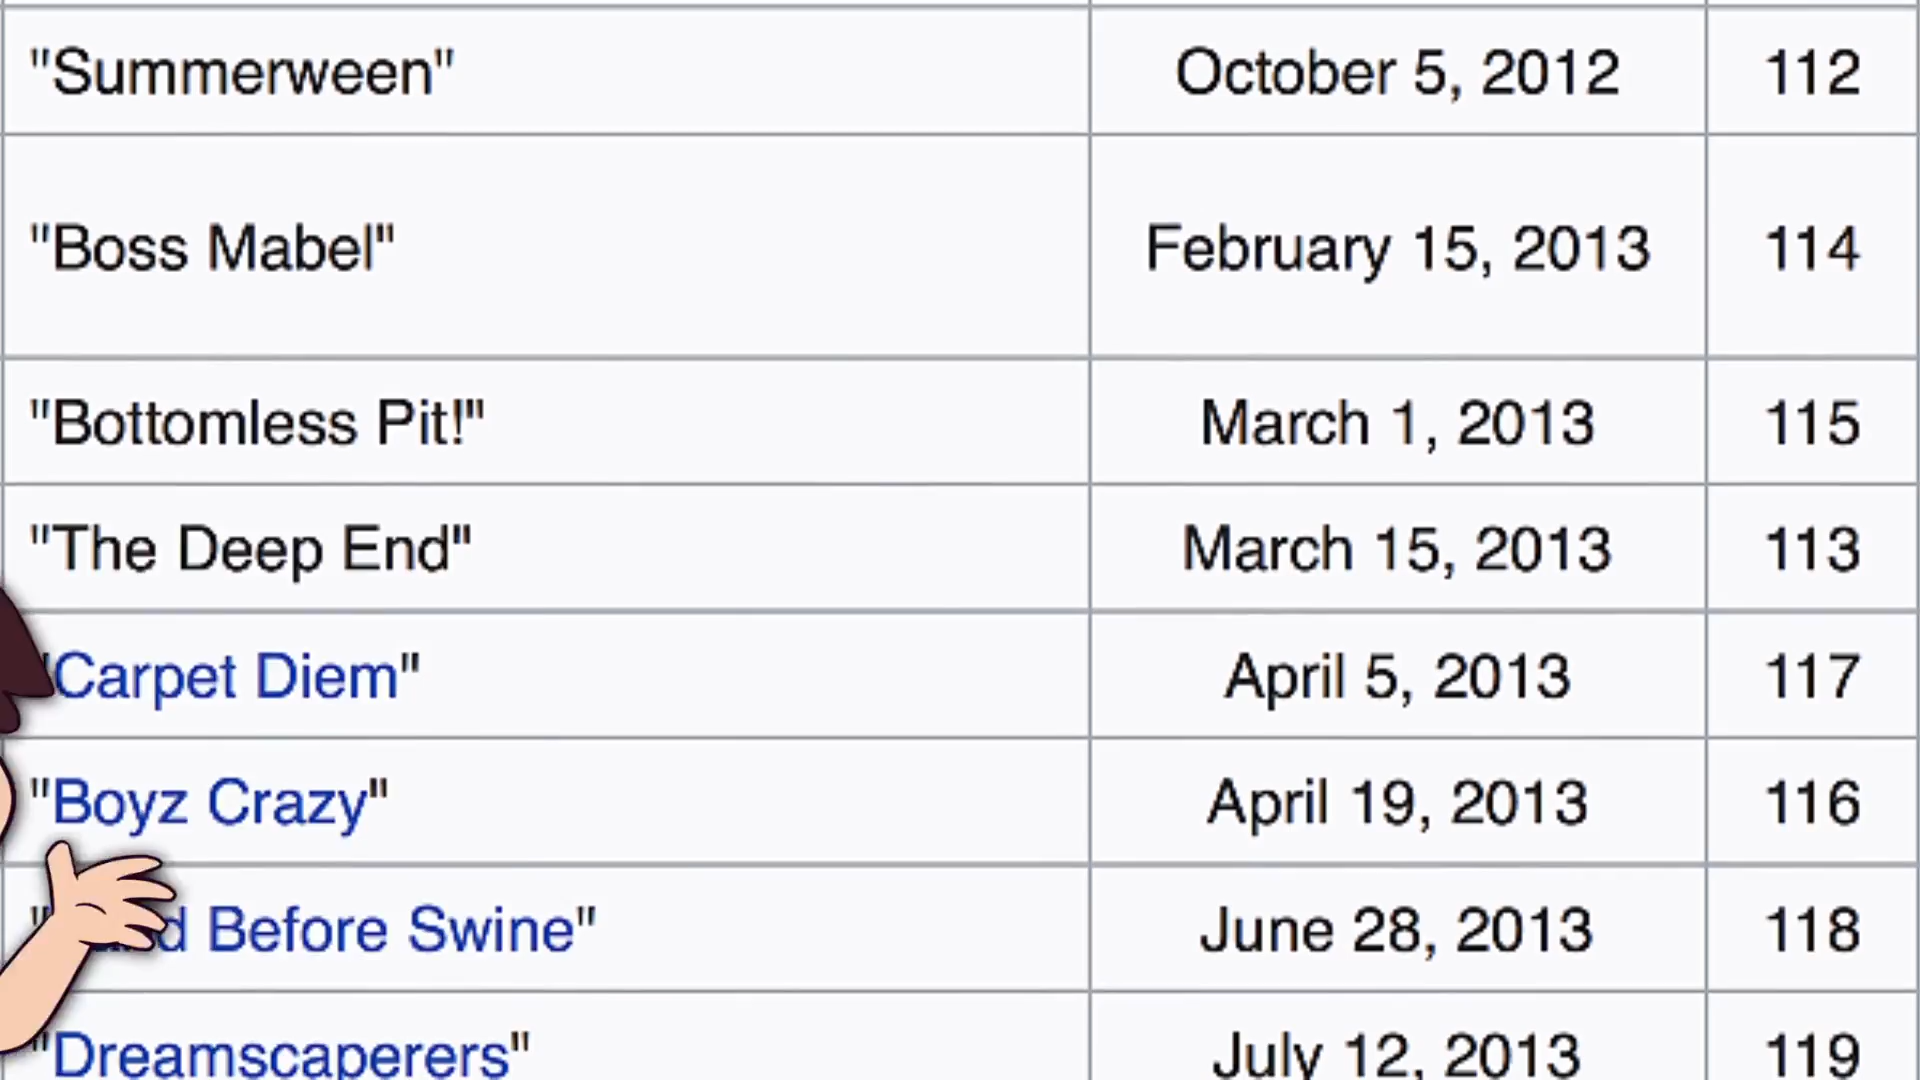 "Summerween" October 5, 2012 112
"Boss Mabel" February 15, 2013 114
"Bottomless Pit!" March 1, 2013 115
"The Deep End" March 15, 2013 113
"Carpet Diem" April 5, 2013 117
"Boyz Crazy" April 19, 2013 116
Before Swine" June 28, 2013 118
"Dreamscaperers" July 12, 2013 119